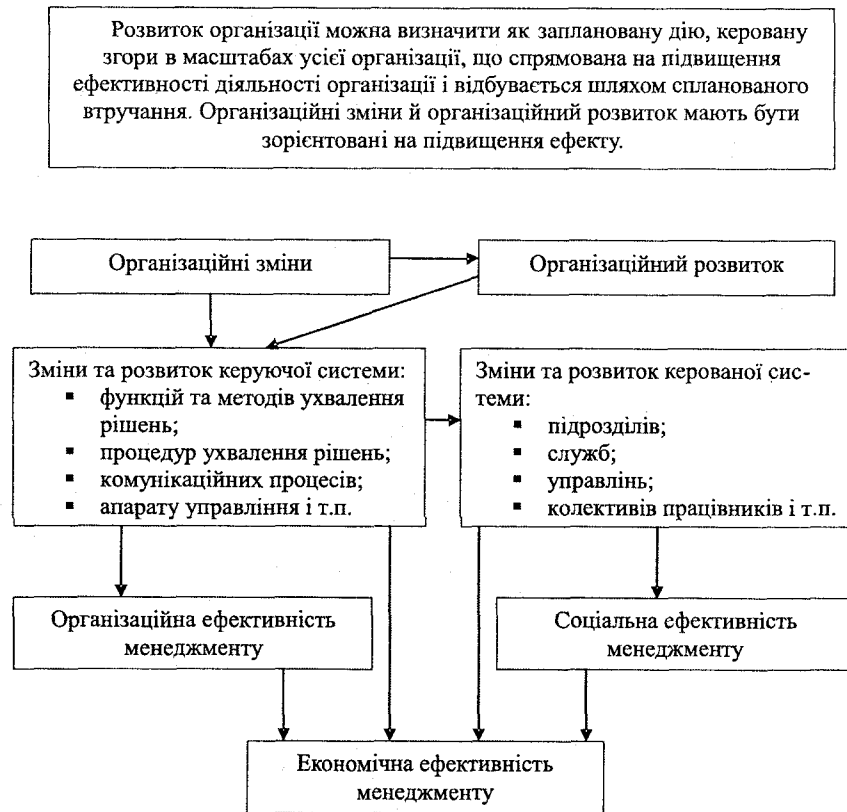 Розвиток організації можна визначити як заплановану дію, керовану
згори в масштабах усієї організації, що спрямована на підвищення
ефективності діяльності організації і відбувається шляхом спланованого
втручання. Організаційні зміни й організаційний розвиток мають бути
зорієнтовані на підвищення ефекту.
Організаційні зміни
Організаційний розвиток
Зміни та розвиток керуючої системи:
▪ функцій та методів ухвалення
рішень;
▪ процедур ухвалення рішень;
▪ комунікаційних процесів;
▪ апарату управління і т.п.
Зміни та розвиток керованої сис-
теми:
▪ підрозділів;
▪ служб;
▪ управлінь;
▪ колективів працівників і т.п.
Організаційна ефективність
менеджменту
Соціальна ефективність
менеджменту
Економічна ефективність
менеджменту